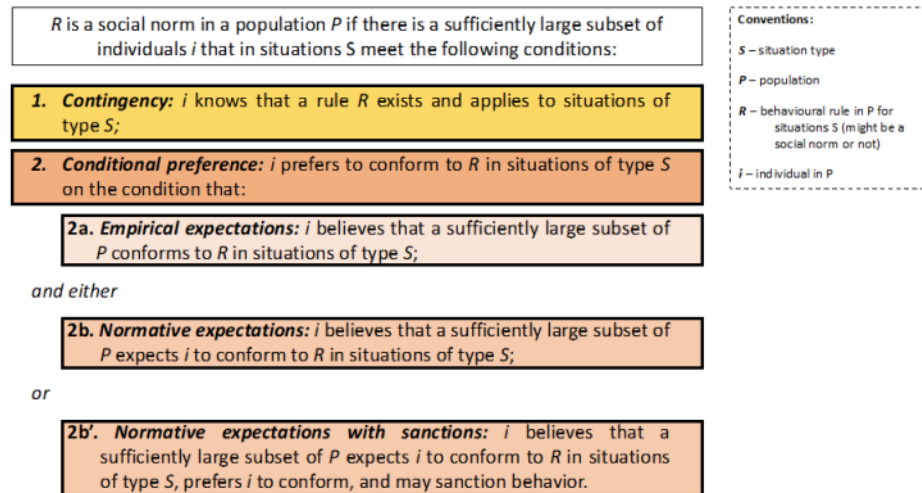 R is a social norm in a population P if there is a sufficiently large subset of
individuals i that in situations S meet the following conditions:
1. Contingency: i knows that a rule R exists and applies to situations of
type S;
2. Conditional preference: i prefers to conform to R in situations of type S
on the condition that:
2a. Empirical expectations: i believes that a sufficiently large subset of
P conforms to R in situations of type S;
and either
2b. Normative expectations: i believes that a sufficiently large subset of
P expects i to conform to R in situations of type S;
or
2b'. Normative expectations with sanctions: i believes that a
sufficiently large subset of P expects i to conform to R in situations
of type S, prefers i to conform, and may sanction behavior.
Conventions:
S – situation type
P – population
R – behavioural rule in P for
situations S (might be a
social norm or not)
i – individual in P